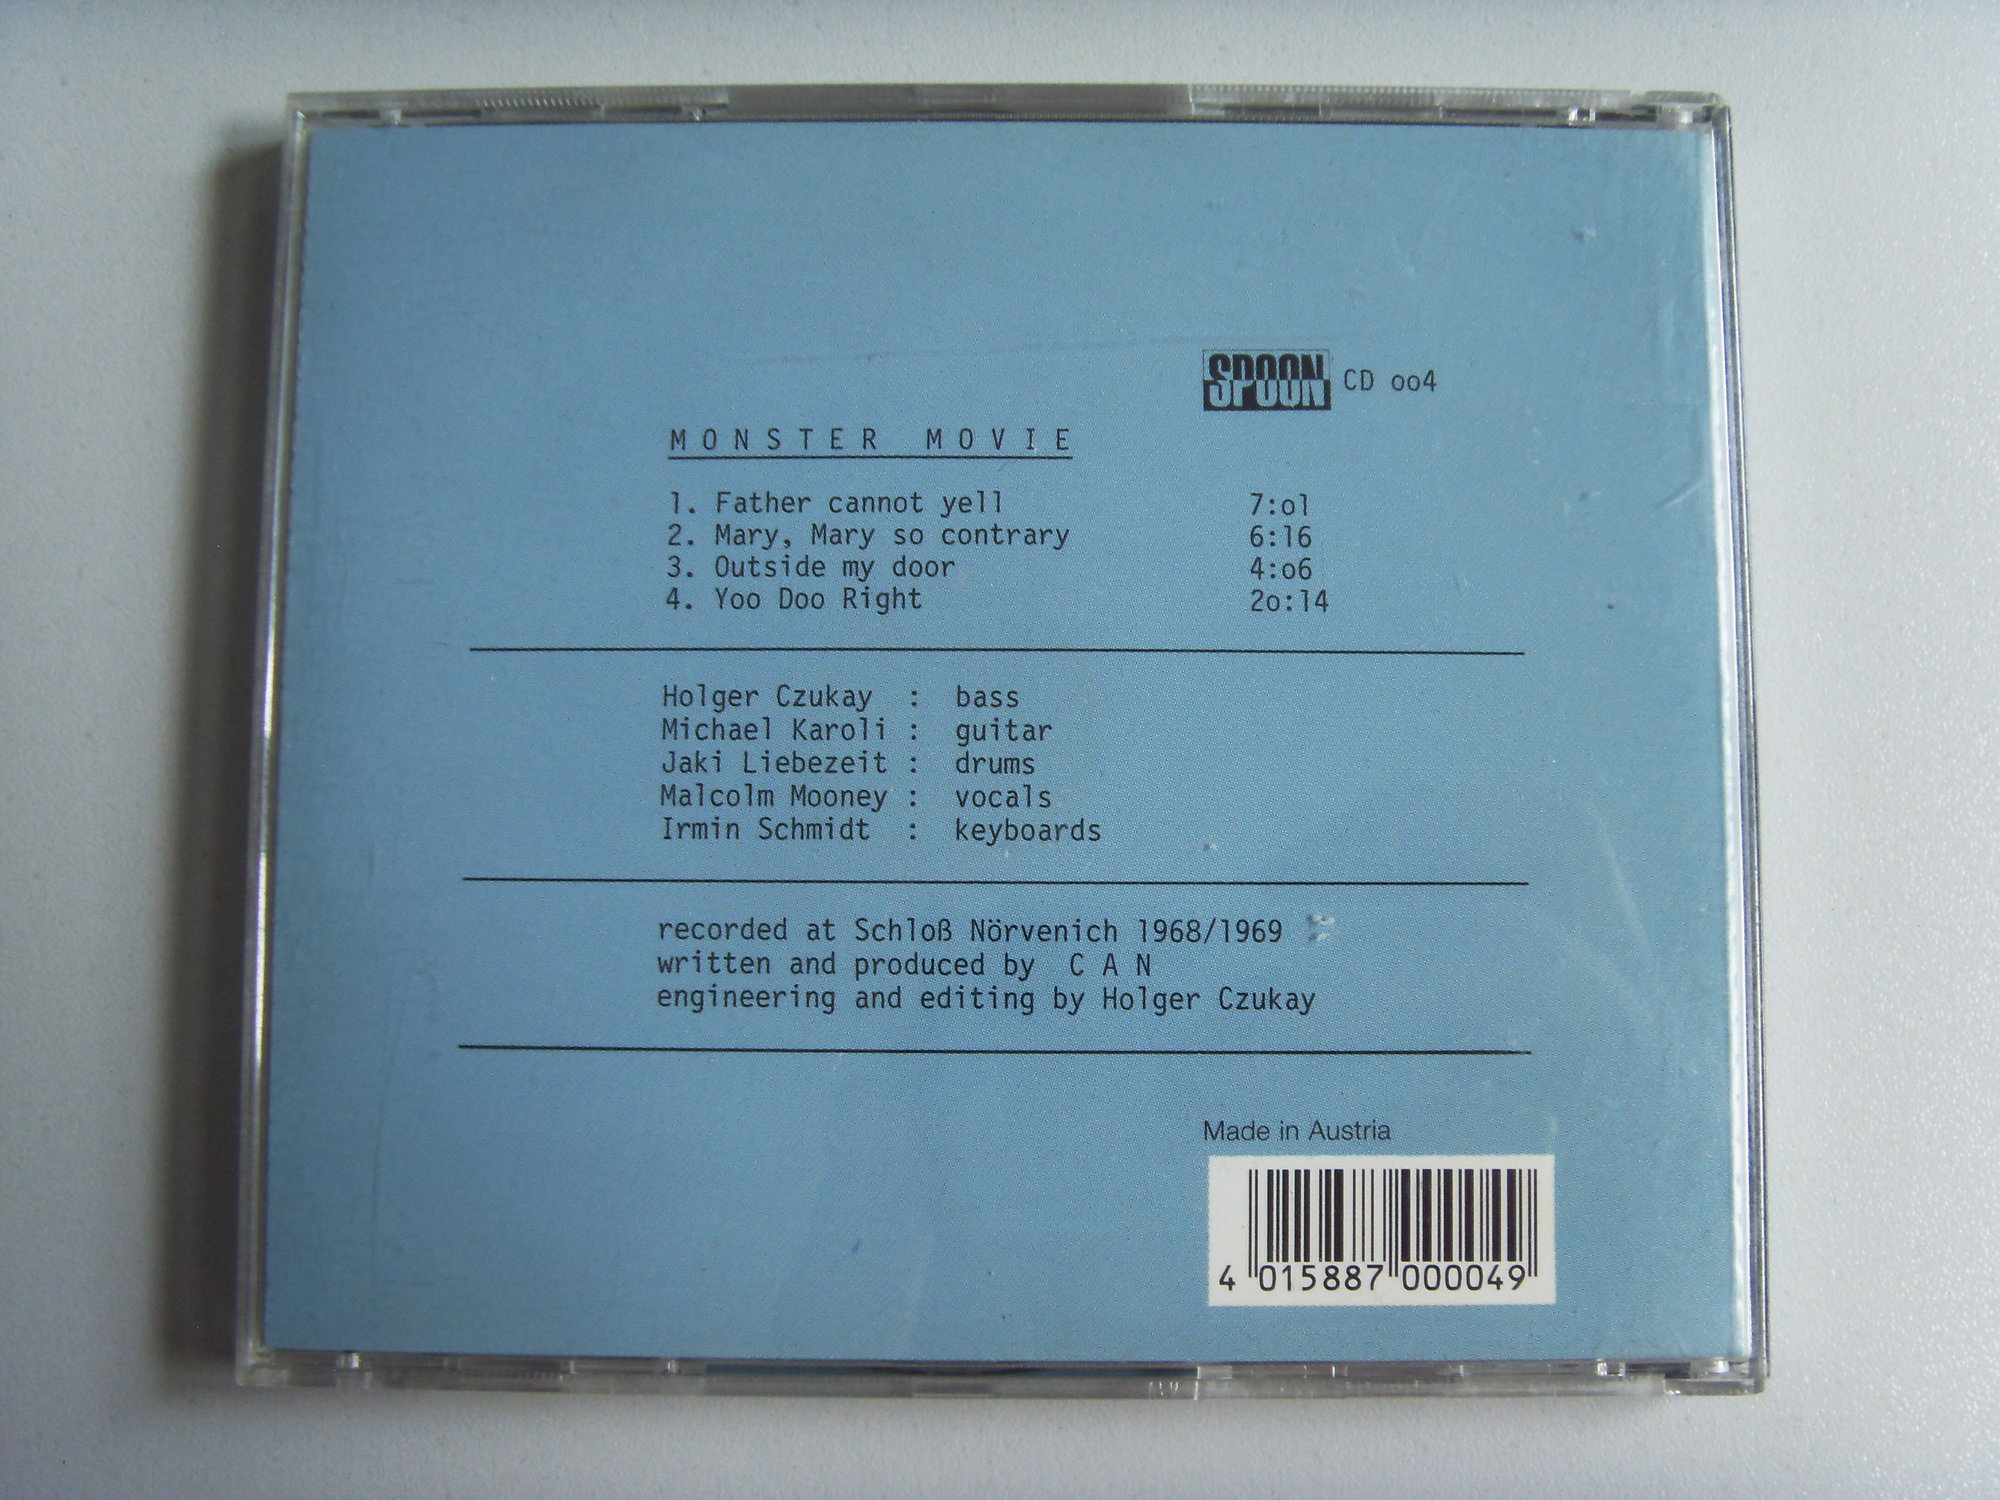 SPOON CD oo4
MONSTER MOVIE
1. Father cannot yell 7:o1
2. Mary, Mary so contrary 6:16
3. Outside my door 4:o6
4. Yoo Doo Right 2o:14
Holger Czukay : bass
Michael Karoli : guitar
Jaki Liebezeit : drums
Malcolm Mooney : vocals
Irmin Schmidt : keyboards
recorded at Schloß Nörvenich 1968/1969
written and produced by C A N
engineering and editing by Holger Czukay
Made in Austria
4 015887 000049